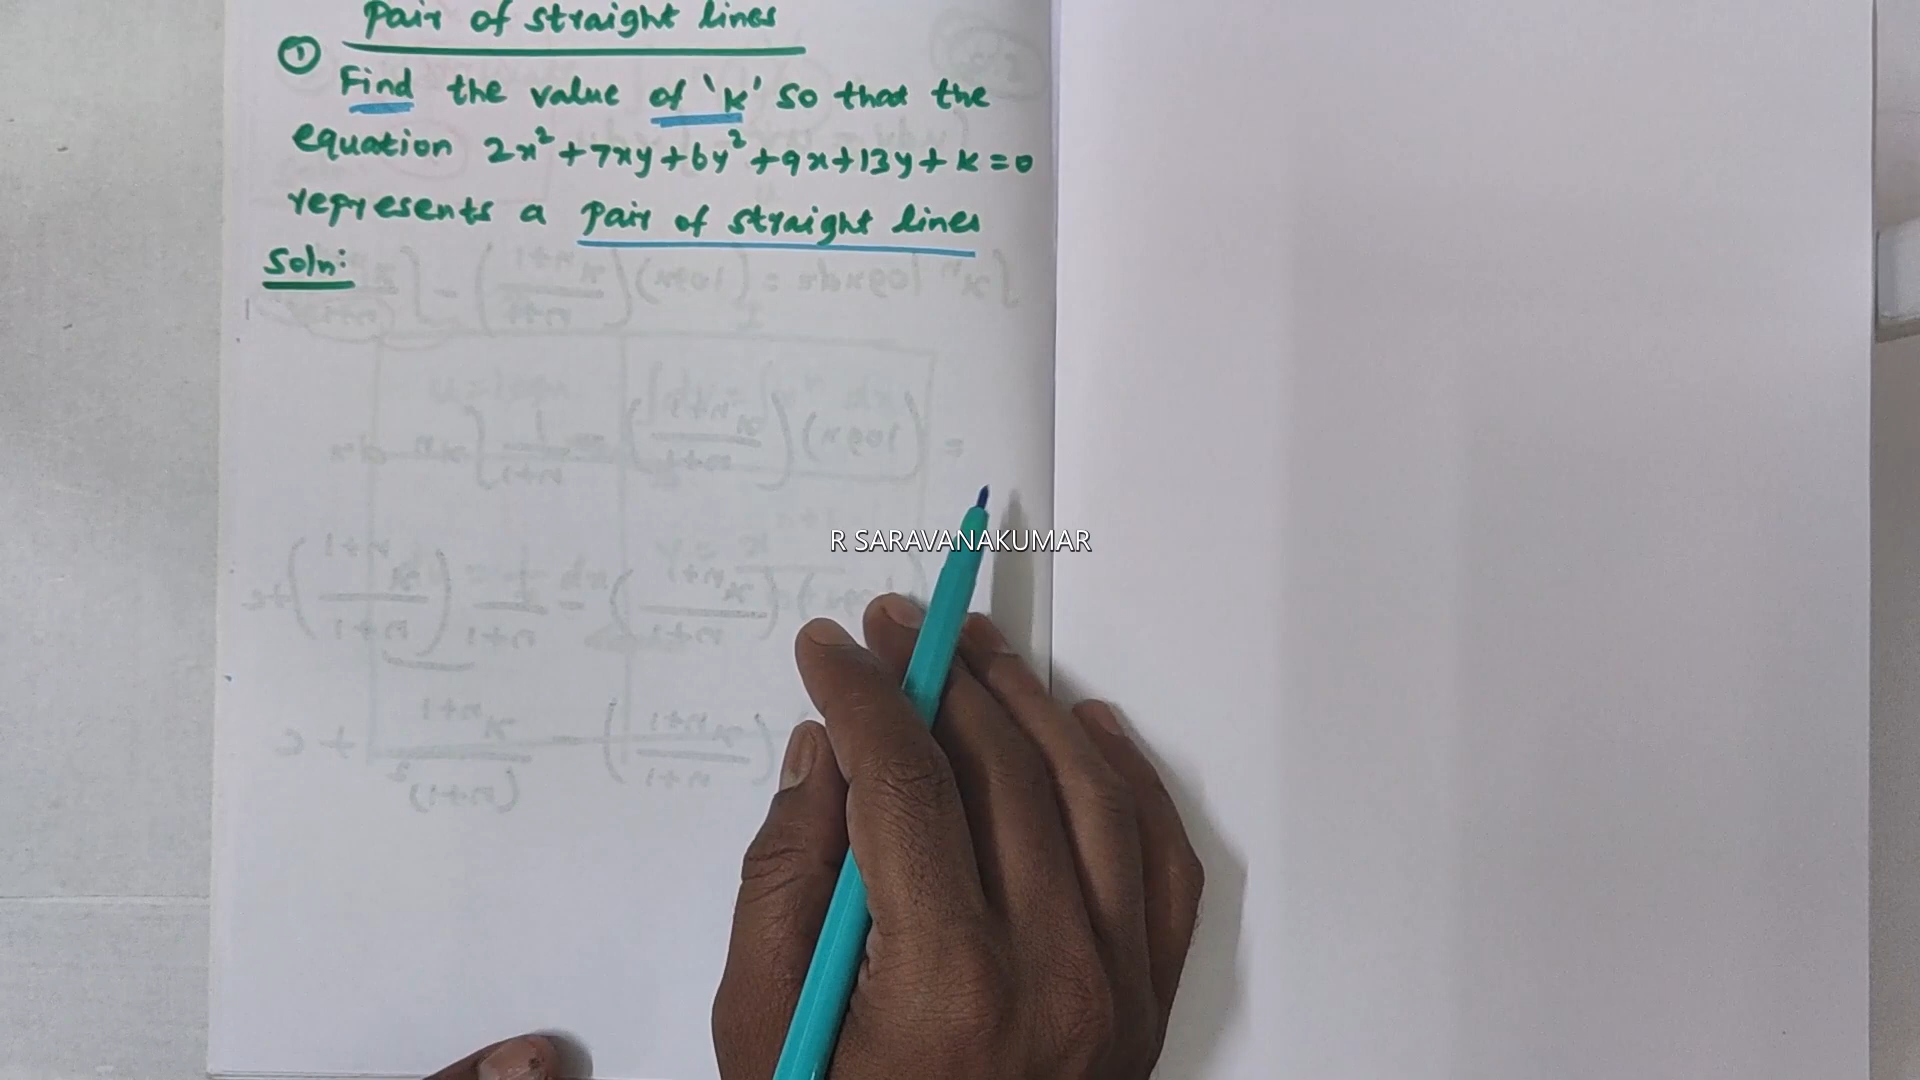 Pair of straight lines
① Find the value of 'k' so that the
equation 2x²+7xy+6y²+9x+13y+k=0
represents a pair of straight lines
Soln:
R SARAVANAKUMAR